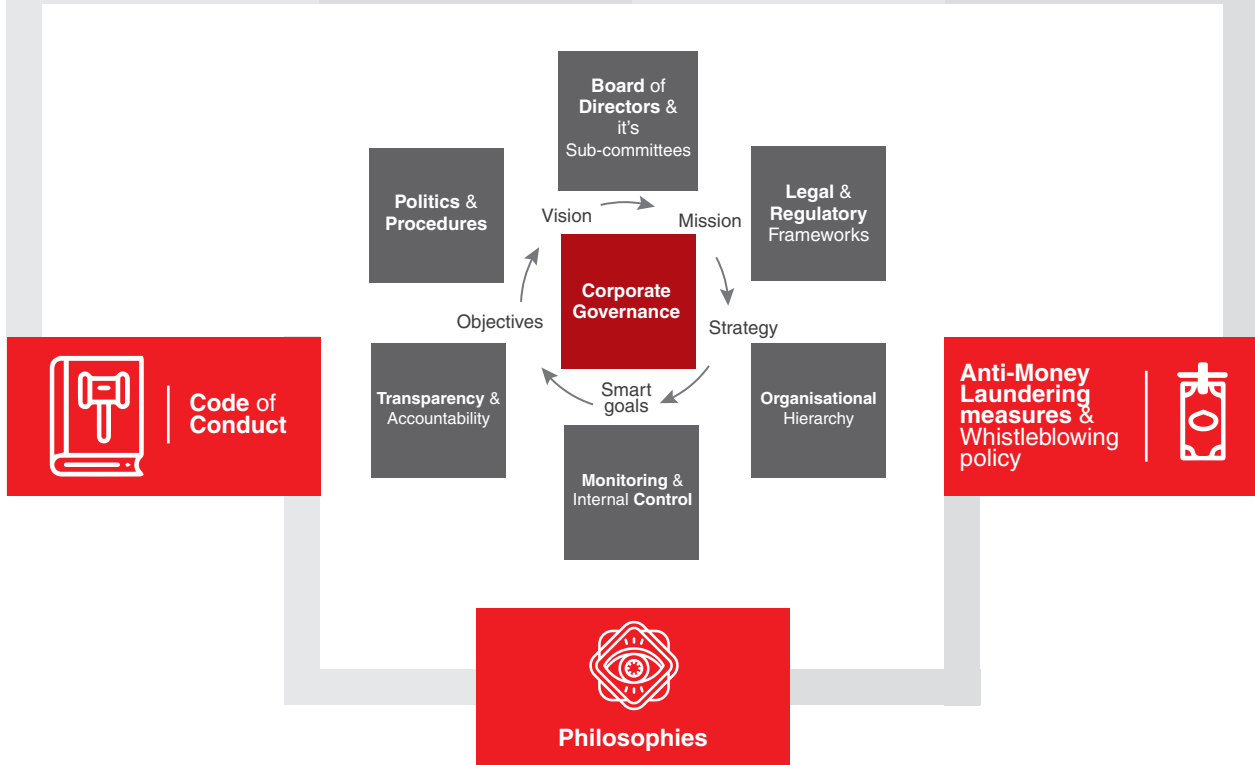 Board of
Directors &
it's
Sub-committees
Politics &
Procedures
Legal &
Regulatory
Frameworks
Vision
Mission
Corporate
Governance
Objectives
Strategy
Smart
goals
Transparency &
Accountability
Organisational
Hierarchy
Monitoring &
Internal Control
Code of
Conduct
Anti-Money
Laundering
measures &
Whistleblowing
policy
Philosophies